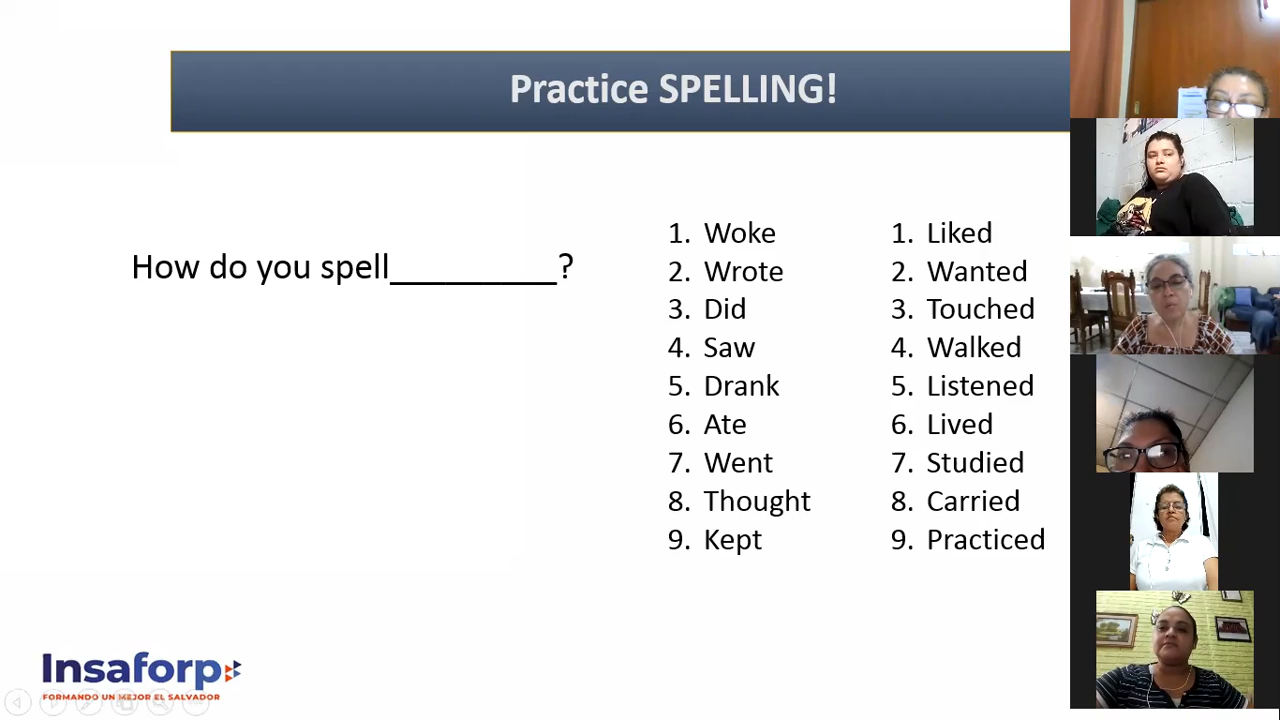 Practice SPELLING!
How do you spell_________?
1. Woke
2. Wrote
3. Did
4. Saw
5. Drank
6. Ate
7. Went
8. Thought
9. Kept
1. Liked
2. Wanted
3. Touched
4. Walked
5. Listened
6. Lived
7. Studied
8. Carried
9. Practiced
Insaforp
FORMANDO UN MEJOR EL SALVADOR